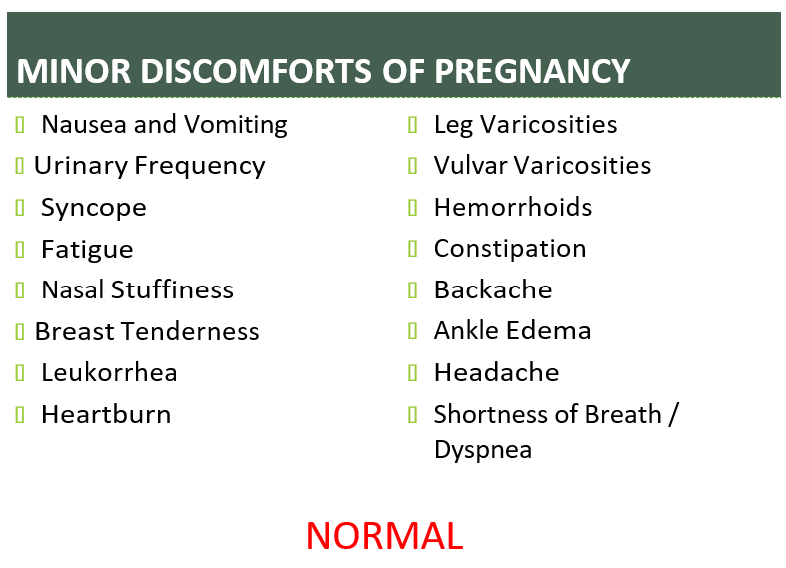 MINOR DISCOMFORTS OF PREGNANCY
Nausea and Vomiting
Urinary Frequency
Syncope
Fatigue
Nasal Stuffiness
Breast Tenderness
Leukorrhea
Heartburn
Leg Varicosities
Vulvar Varicosities
Hemorrhoids
Constipation
Backache
Ankle Edema
Headache
Shortness of Breath /
Dyspnea
NORMAL